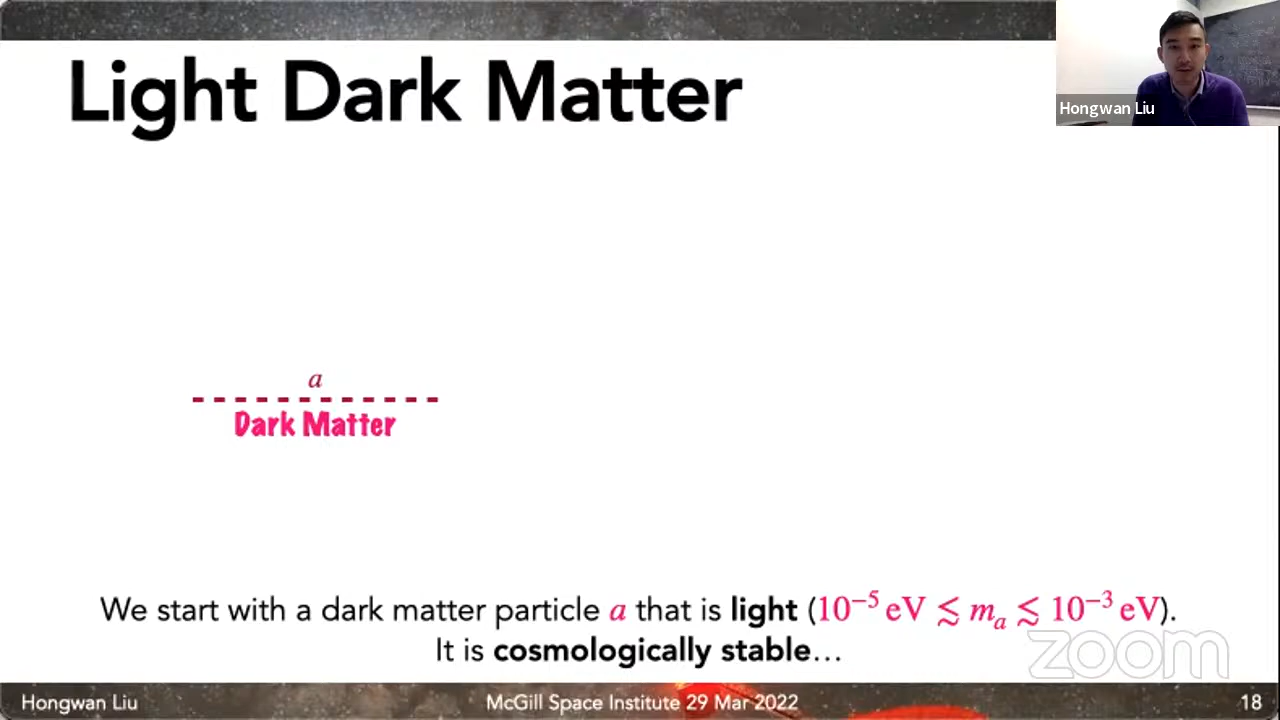 Light Dark Matter
Hongwan Liu
a
Dark Matter
We start with a dark matter particle a that is light (10⁻⁵ eV ≲ mₐ ≲ 10⁻³ eV).
It is cosmologically stable…
zoom
Hongwan Liu
McGill Space Institute 29 Mar 2022
18